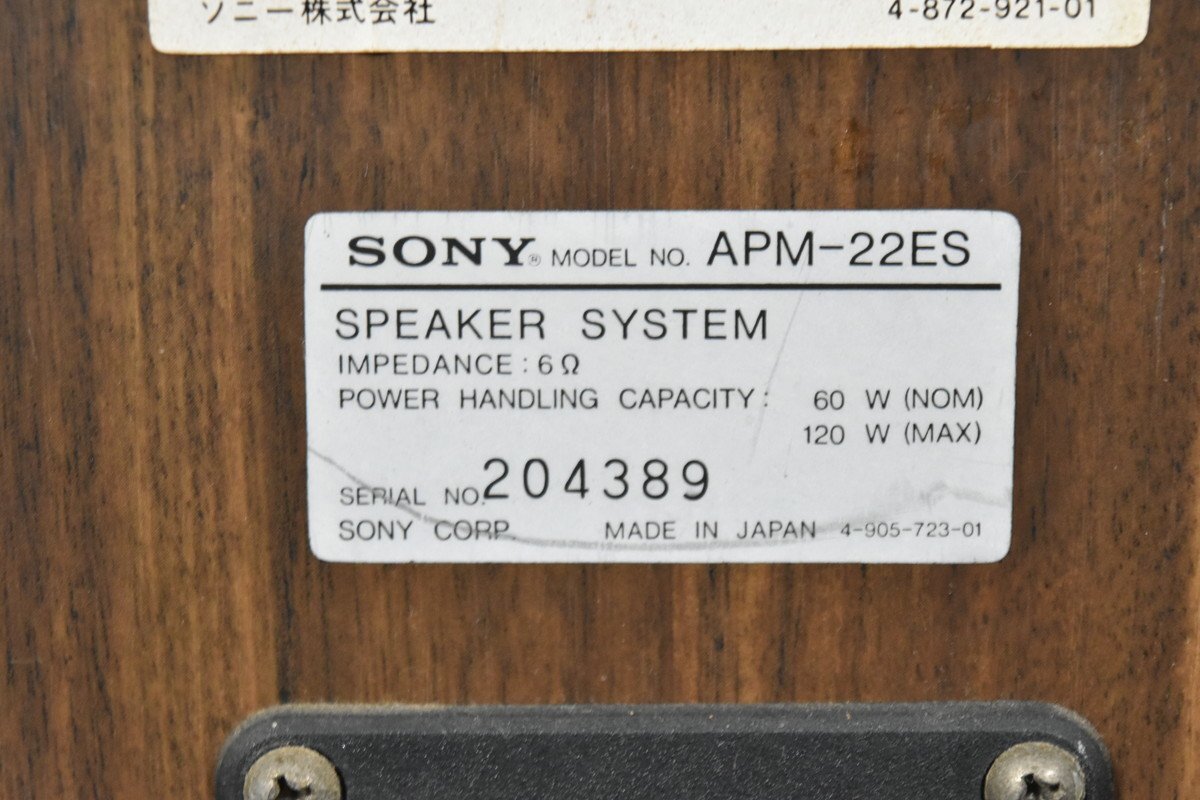 ソニー株式会社 4-872-921-01
SONY® MODEL NO. APM-22ES
SPEAKER SYSTEM
IMPEDANCE : 6 Ω
POWER HANDLING CAPACITY : 60 W (NOM)
120 W (MAX)
SERIAL NO. 204389
SONY CORP. MADE IN JAPAN 4-905-723-01